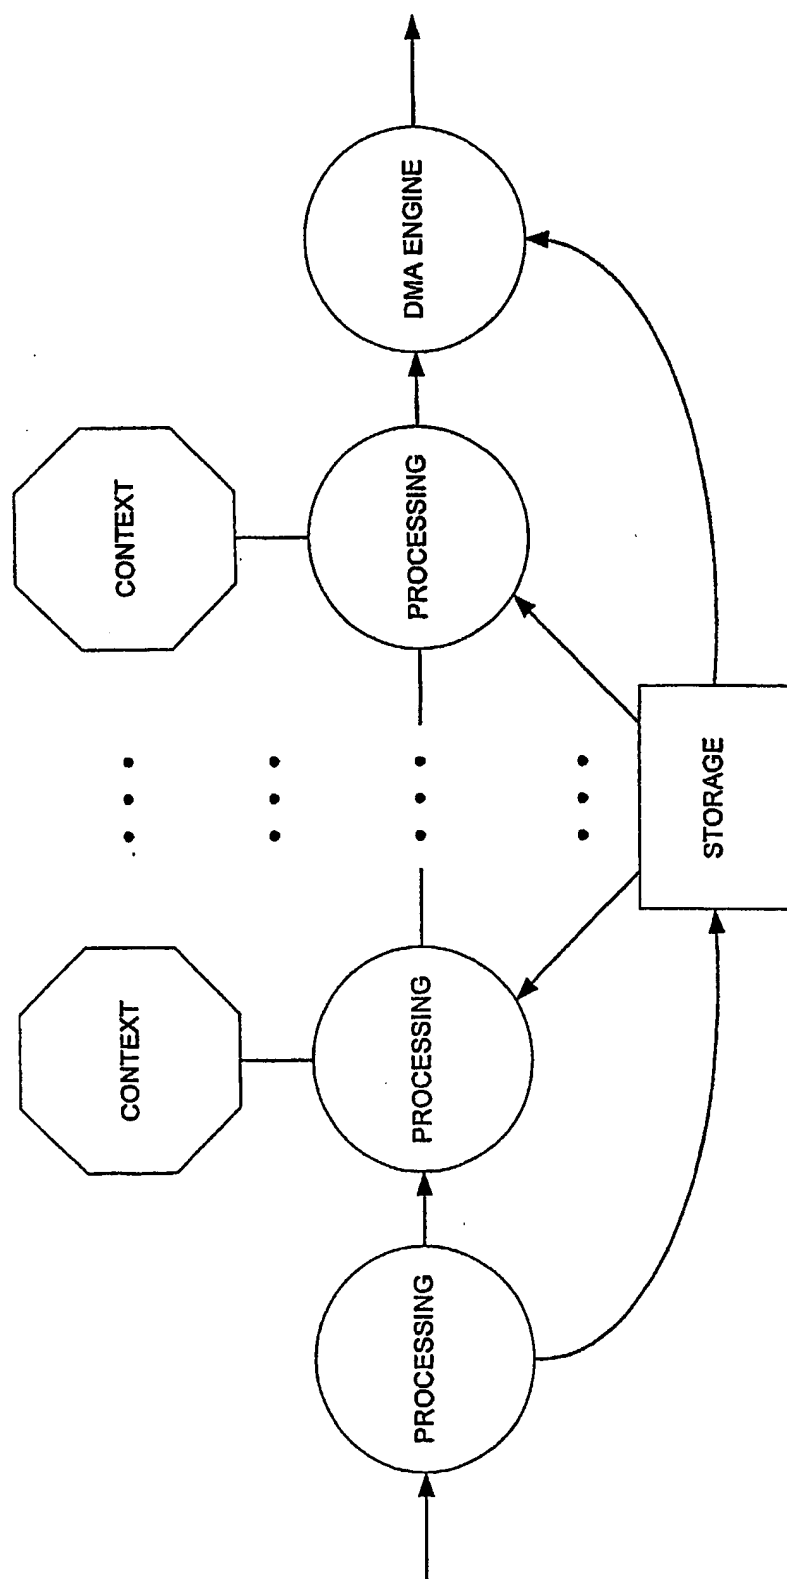 CONTEXT
CONTEXT
PROCESSING
PROCESSING
PROCESSING
DMA ENGINE
STORAGE